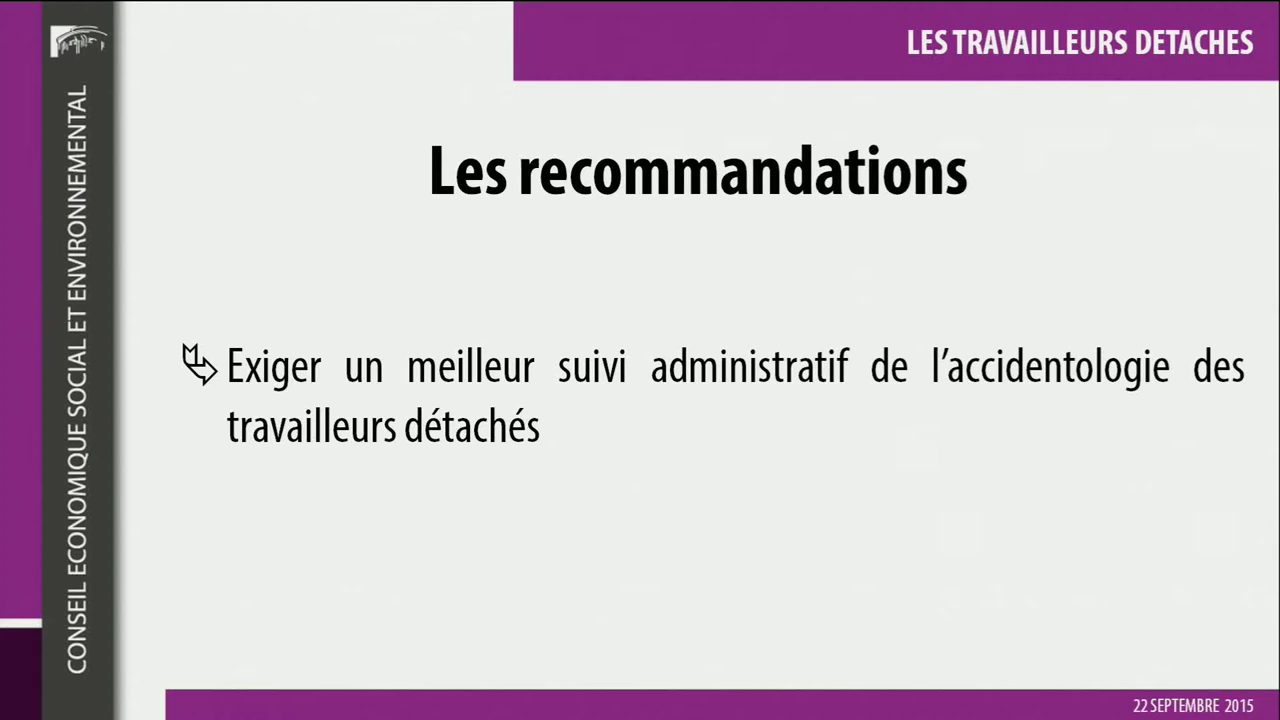 LES TRAVAILLEURS DETACHES
CONSEIL ECONOMIQUE SOCIAL ET ENVIRONNEMENTAL
Les recommandations
Exiger un meilleur suivi administratif de l’accidentologie des
travailleurs détachés
22 SEPTEMBRE 2015